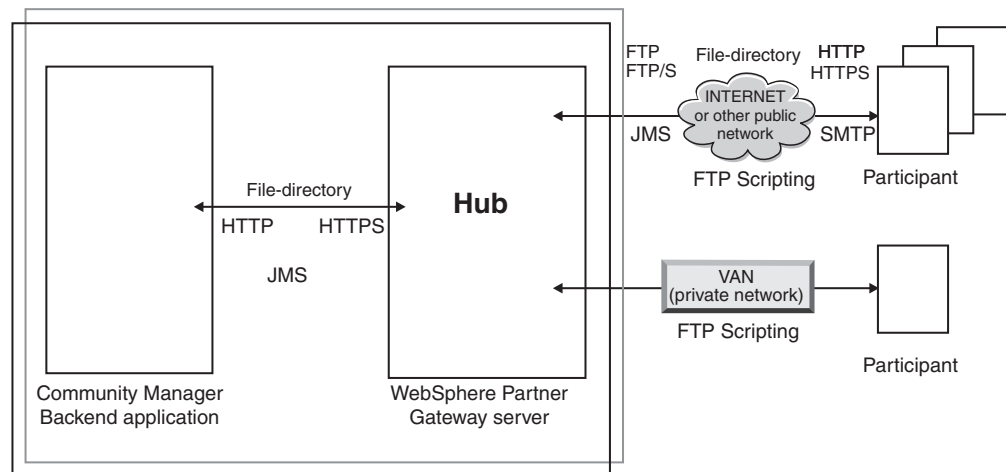 FTP
FTP/S
File-directory
HTTP
HTTPS
INTERNET
or other public
network
JMS
SMTP
FTP Scripting
Participant
File-directory
HTTP
HTTPS
JMS
Hub
VAN
(private network)
FTP Scripting
Participant
Community Manager
Backend application
WebSphere Partner
Gateway server